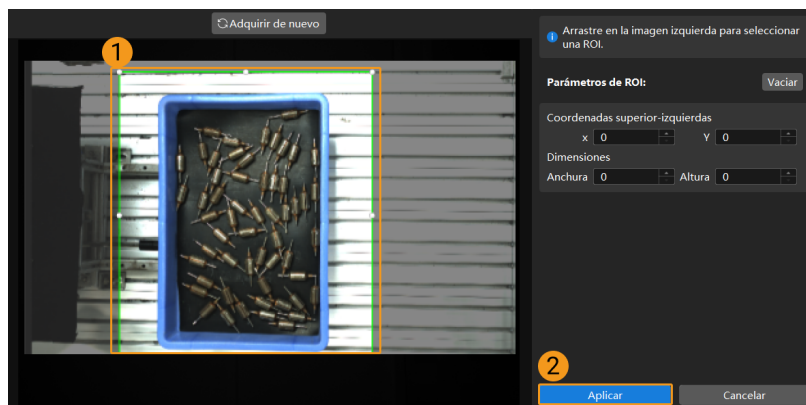 Adquirir de nuevo
1
Arrastre en la imagen izquierda para seleccionar
una ROI.
Parámetros de ROI:
Vaciar
Coordenadas superior-izquierdas
x 0 Y 0
Dimensiones
Anchura 0 Altura 0
2
Aplicar Cancelar